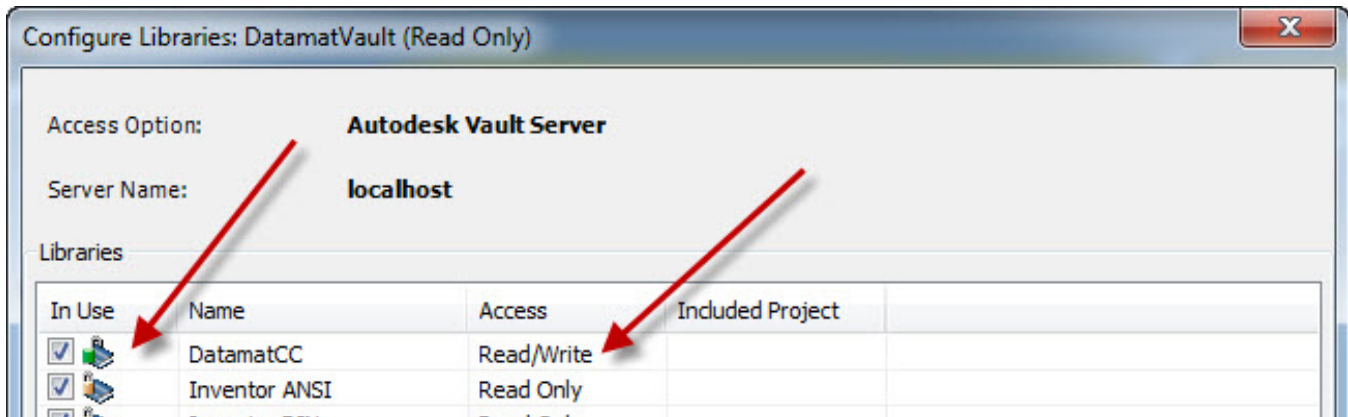 Configure Libraries: DatamatVault (Read Only)
Access Option: Autodesk Vault Server
Server Name: localhost
Libraries
In Use Name Access Included Project
DatamatCC Read/Write
Inventor ANSI Read Only